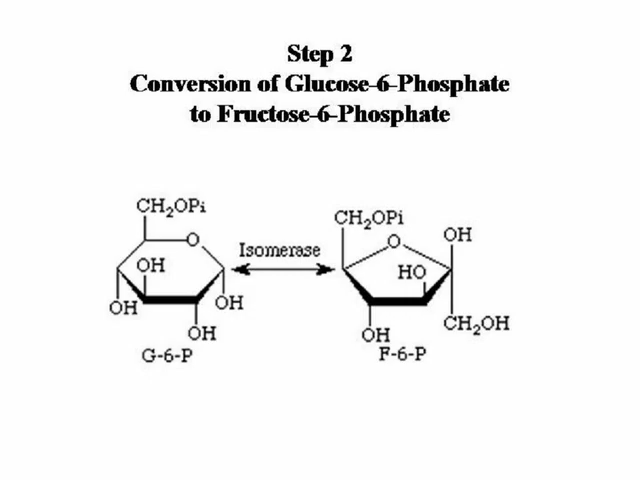 Step 2
Conversion of Glucose-6-Phosphate
to Fructose-6-Phosphate
CH2OPi
O
OH
OH
OH
OH
G-6-P
Isomerase
CH2OPi
O
OH
HO
OH
CH2OH
F-6-P